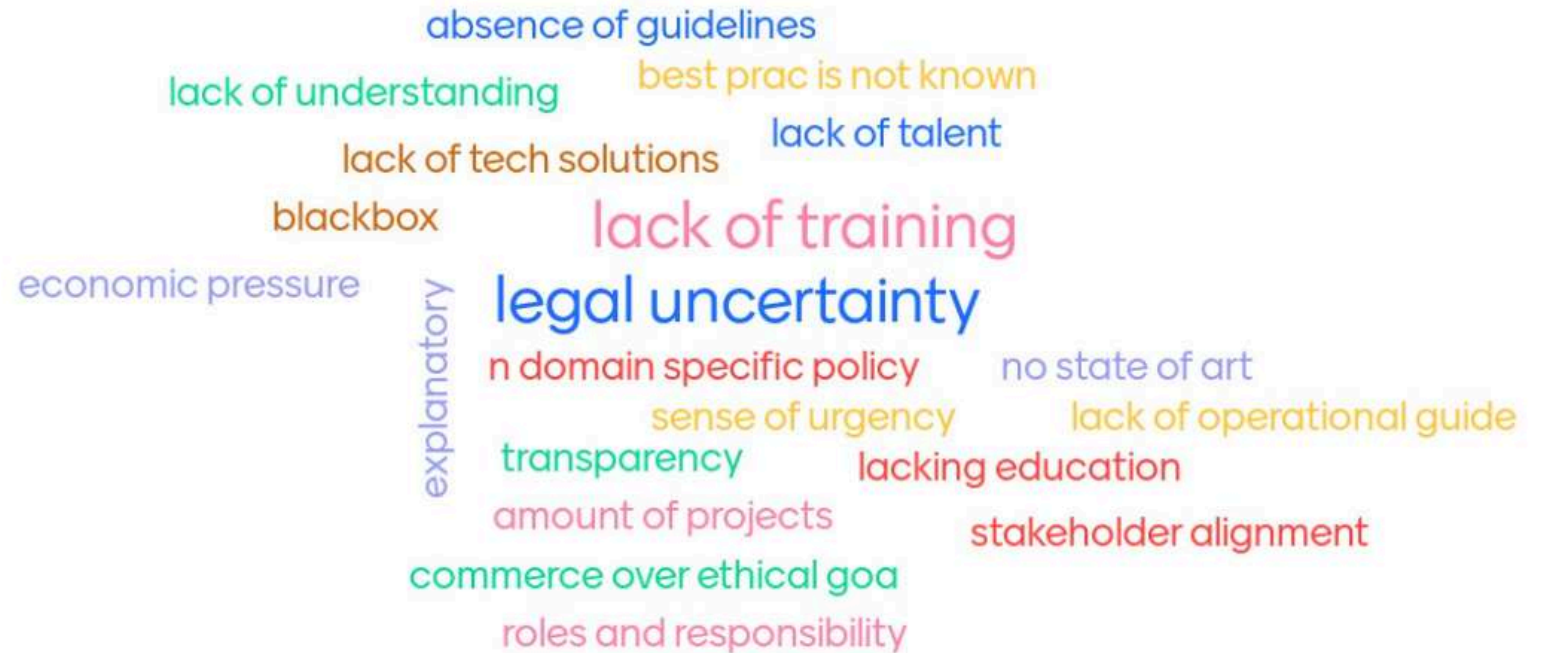 absence of guidelines
best prac is not known
lack of understanding
lack of talent
lack of tech solutions
blackbox
lack of training
economic pressure
explanatory
legal uncertainty
n domain specific policy
no state of art
sense of urgency
lack of operational guide
transparency
lacking education
amount of projects
stakeholder alignment
commerce over ethical goa
roles and responsibility